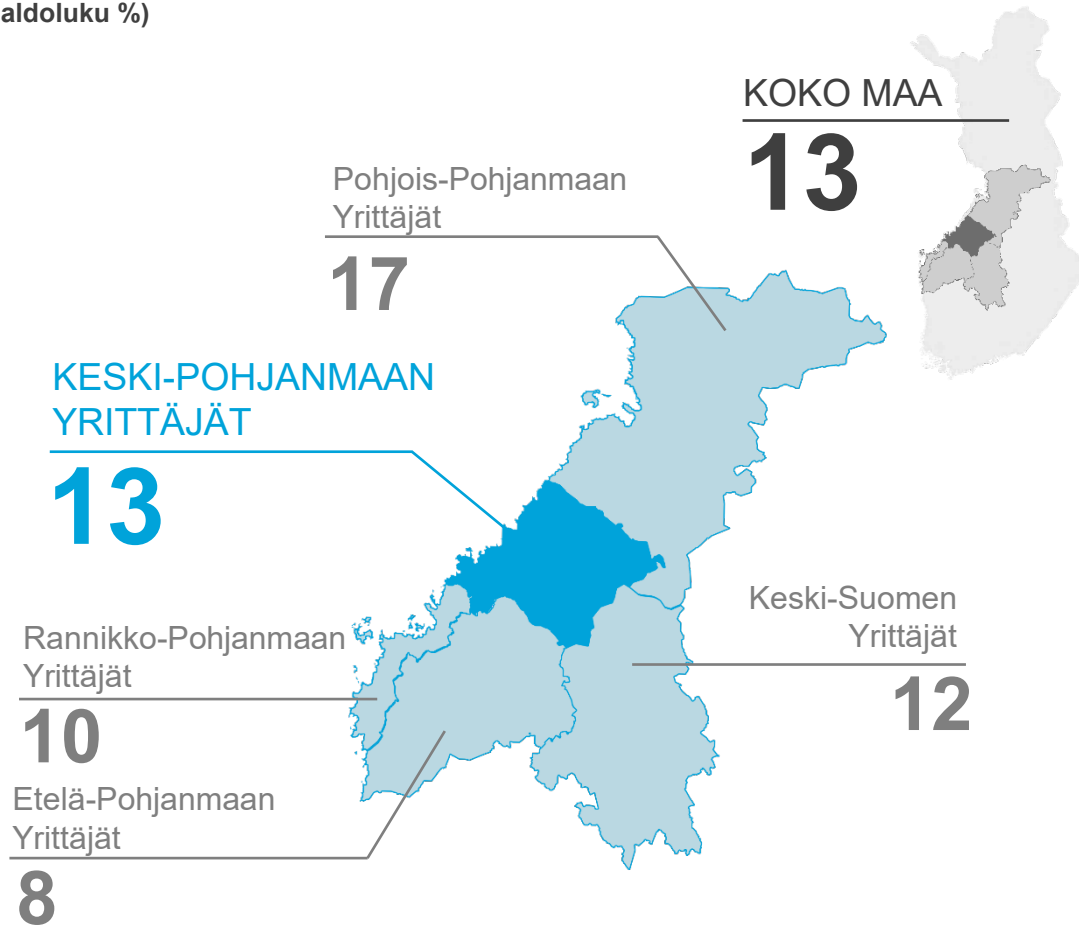 aldoluku %)
KOKO MAA
13
Pohjois-Pohjanmaan
Yrittäjät
17
KESKI-POHJANMAAN
YRITTÄJÄT
13
Keski-Suomen
Yrittäjät
12
Rannikko-Pohjanmaan
Yrittäjät
10
Etelä-Pohjanmaan
Yrittäjät
8